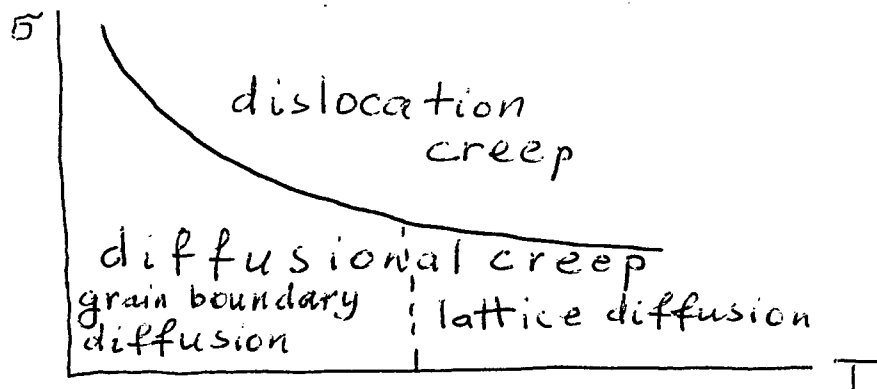 σ
dislocation
creep
diffusional creep
grain boundary
diffusion
lattice diffusion
T